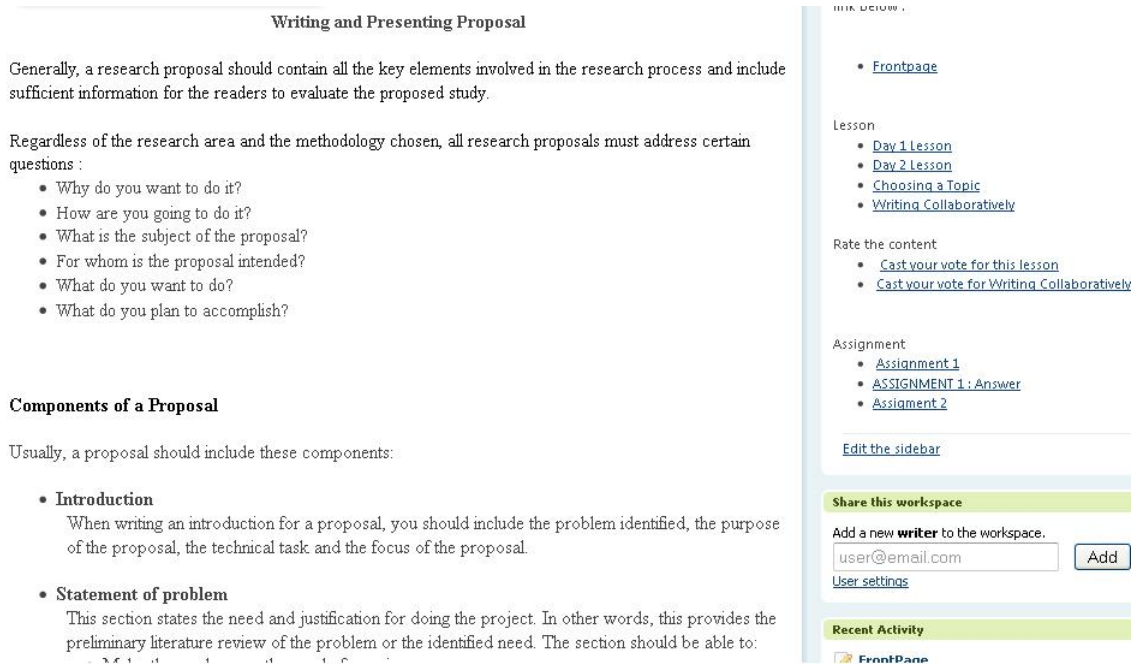 Writing and Presenting Proposal
Generally, a research proposal should contain all the key elements involved in the research process and include
sufficient information for the readers to evaluate the proposed study.
Regardless of the research area and the methodology chosen, all research proposals must address certain
questions :
• Why do you want to do it?
• How are you going to do it?
• What is the subject of the proposal?
• For whom is the proposal intended?
• What do you want to do?
• What do you plan to accomplish?
Components of a Proposal
Usually, a proposal should include these components:
• Introduction
When writing an introduction for a proposal, you should include the problem identified, the purpose
of the proposal, the technical task and the focus of the proposal.
• Statement of problem
This section states the need and justification for doing the project. In other words, this provides the
preliminary literature review of the problem or the identified need. The section should be able to:
link below :
• Frontpage
Lesson
• Day 1 Lesson
• Day 2 Lesson
• Choosing a Topic
• Writing Collaboratively
Rate the content
• Cast your vote for this lesson
• Cast your vote for Writing Collaboratively
Assignment
• Assignment 1
• ASSIGNMENT 1 : Answer
• Assigment 2
Edit the sidebar
Share this workspace
Add a new writer to the workspace.
user@email.com Add
User settings
Recent Activity
FrontPage